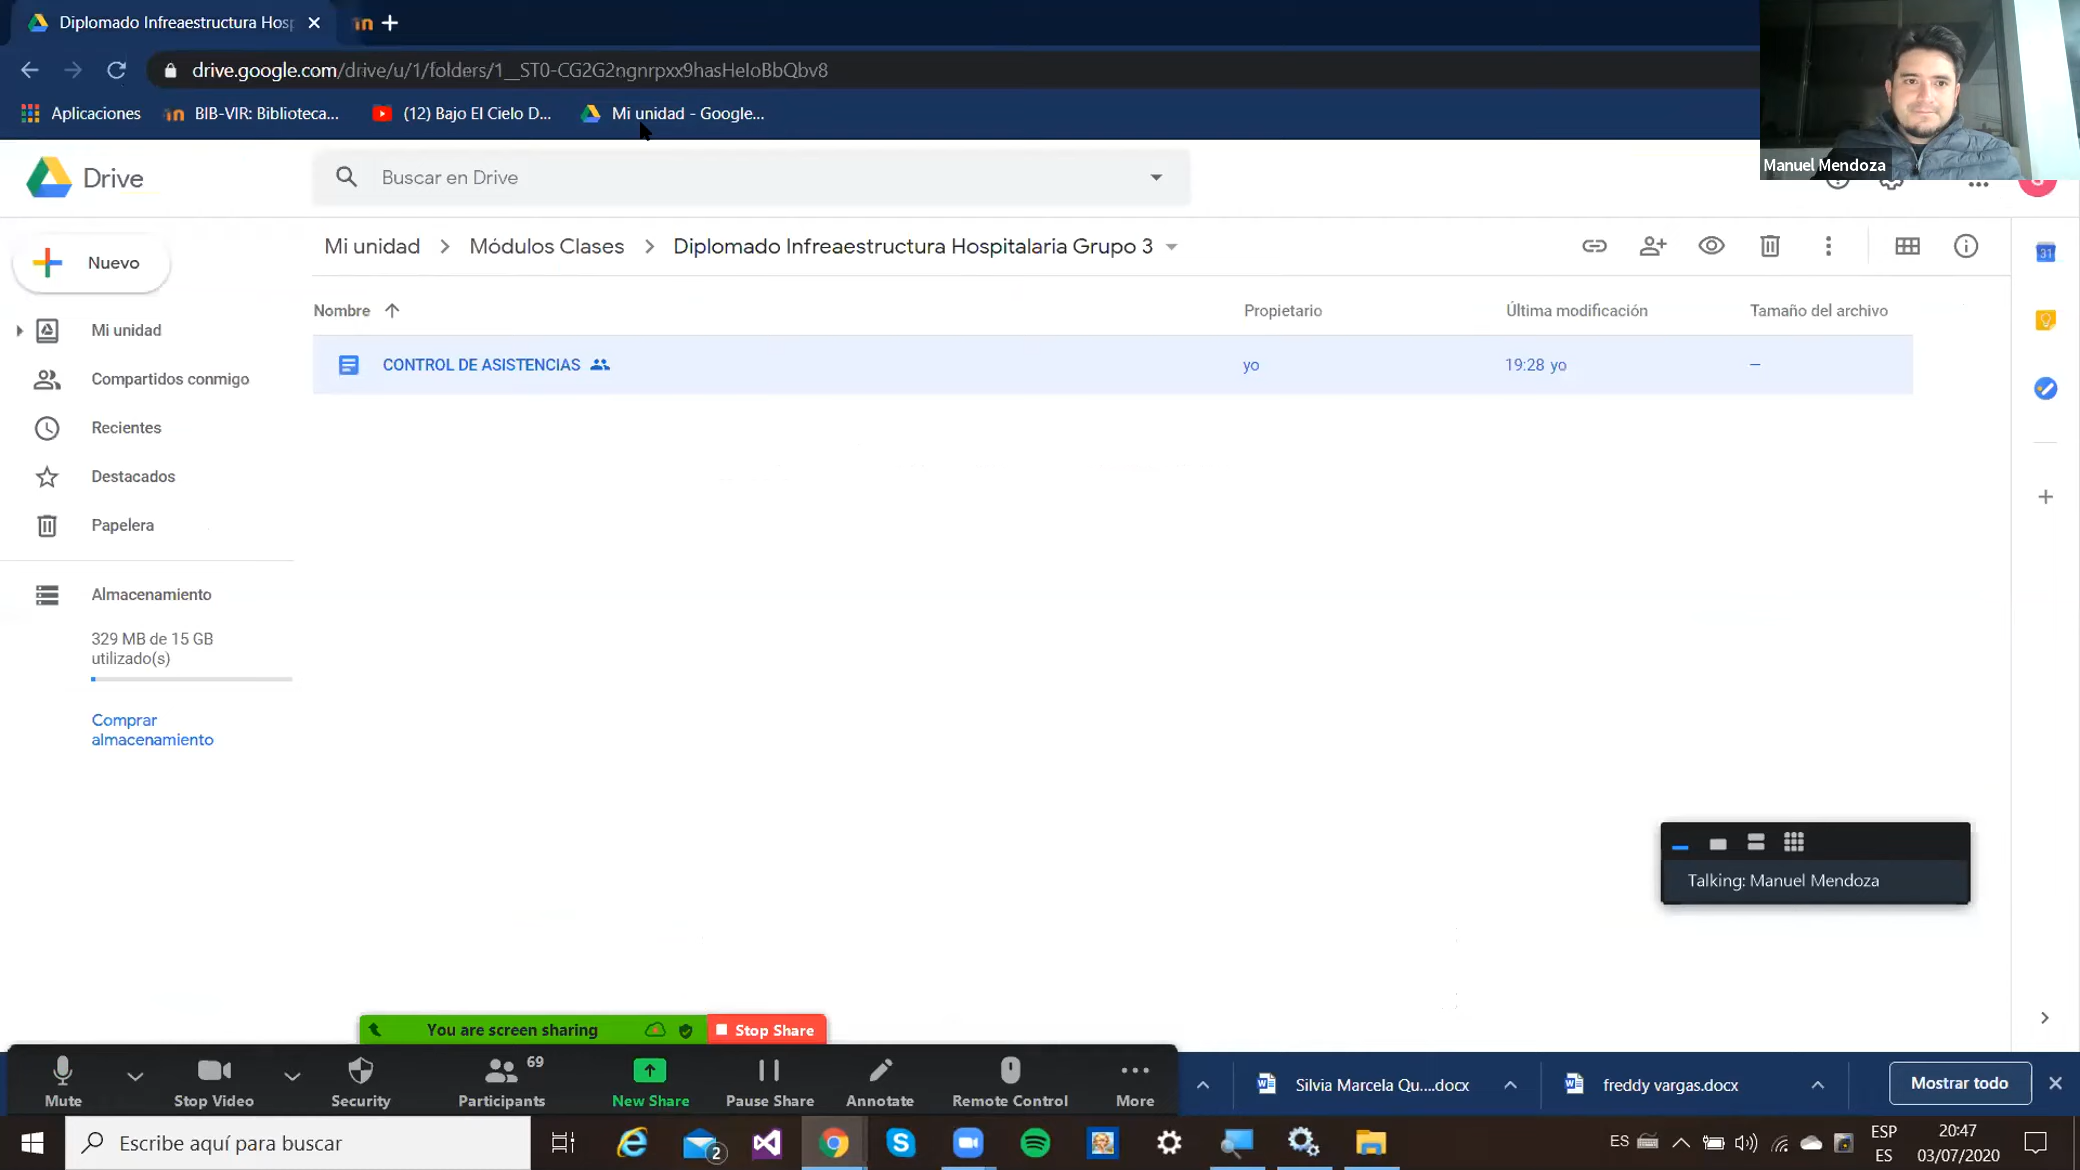 Diplomado Infreaestructura Hosp
drive.google.com/drive/u/1/folders/1__ST0-CG2G2ngnrpxx9hasHeIoBbQbv8
Aplicaciones
BIB-VIR: Biblioteca...
(12) Bajo El Cielo D...
Mi unidad - Google...
Manuel Mendoza
Drive
Buscar en Drive
Nuevo
Mi unidad
Módulos Clases
Diplomado Infreaestructura Hospitalaria Grupo 3
Nombre
Propietario
Última modificación
Tamaño del archivo
CONTROL DE ASISTENCIAS
yo
19:28 yo
—
Mi unidad
Compartidos conmigo
Recientes
Destacados
Papelera
Almacenamiento
329 MB de 15 GB
utilizado(s)
Comprar
almacenamiento
31
Talking: Manuel Mendoza
You are screen sharing
Stop Share
Mute
Stop Video
Security
Participants
69
New Share
Pause Share
Annotate
Remote Control
More
Silvia Marcela Qu....docx
freddy vargas.docx
Mostrar todo
Escribe aquí para buscar
2
ES
ESP
ES
20:47
03/07/2020